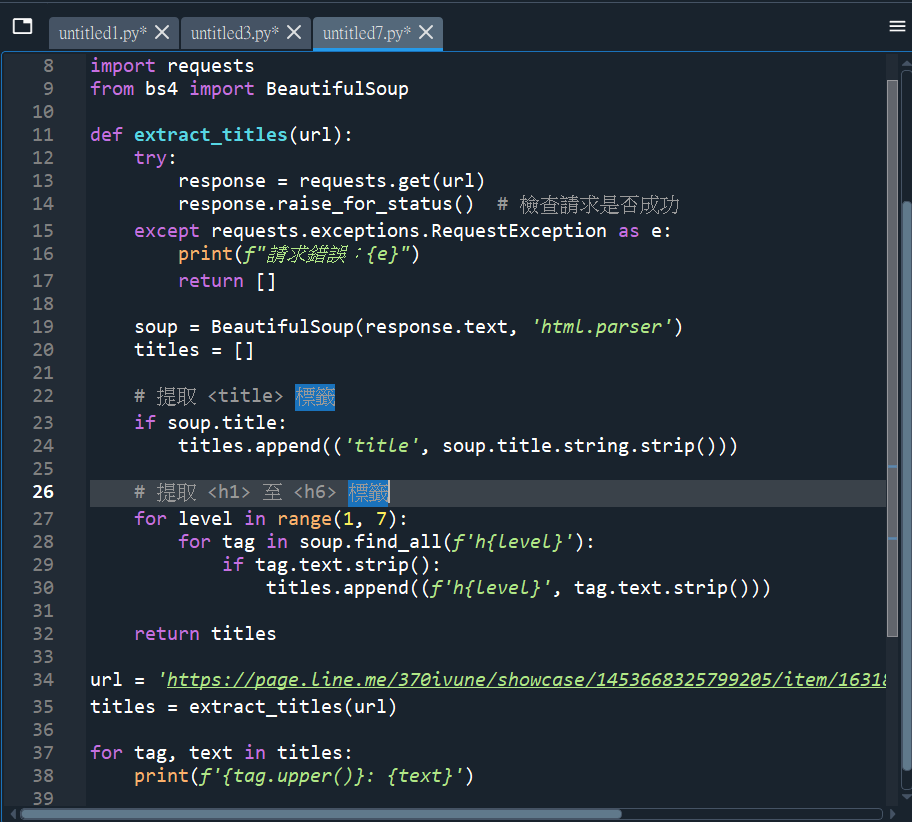 untitled1.py* untitled3.py* untitled7.py*
8 import requests
9 from bs4 import BeautifulSoup
10
11 def extract_titles(url):
12     try:
13         response = requests.get(url)
14         response.raise_for_status()  # 檢查請求是否成功
15     except requests.exceptions.RequestException as e:
16         print(f"請求錯誤：{e}")
17         return []
18
19     soup = BeautifulSoup(response.text, 'html.parser')
20     titles = []
21
22     # 提取 <title> 標籤
23     if soup.title:
24         titles.append(('title', soup.title.string.strip()))
25
26     # 提取 <h1> 至 <h6> 標籤
27     for level in range(1, 7):
28         for tag in soup.find_all(f'h{level}'):
29             if tag.text.strip():
30                 titles.append((f'h{level}', tag.text.strip()))
31
32     return titles
33
34 url = 'https://page.line.me/370ivune/showcase/1453668325799205/item/16318
35 titles = extract_titles(url)
36
37 for tag, text in titles:
38     print(f'{tag.upper()}: {text}')
39